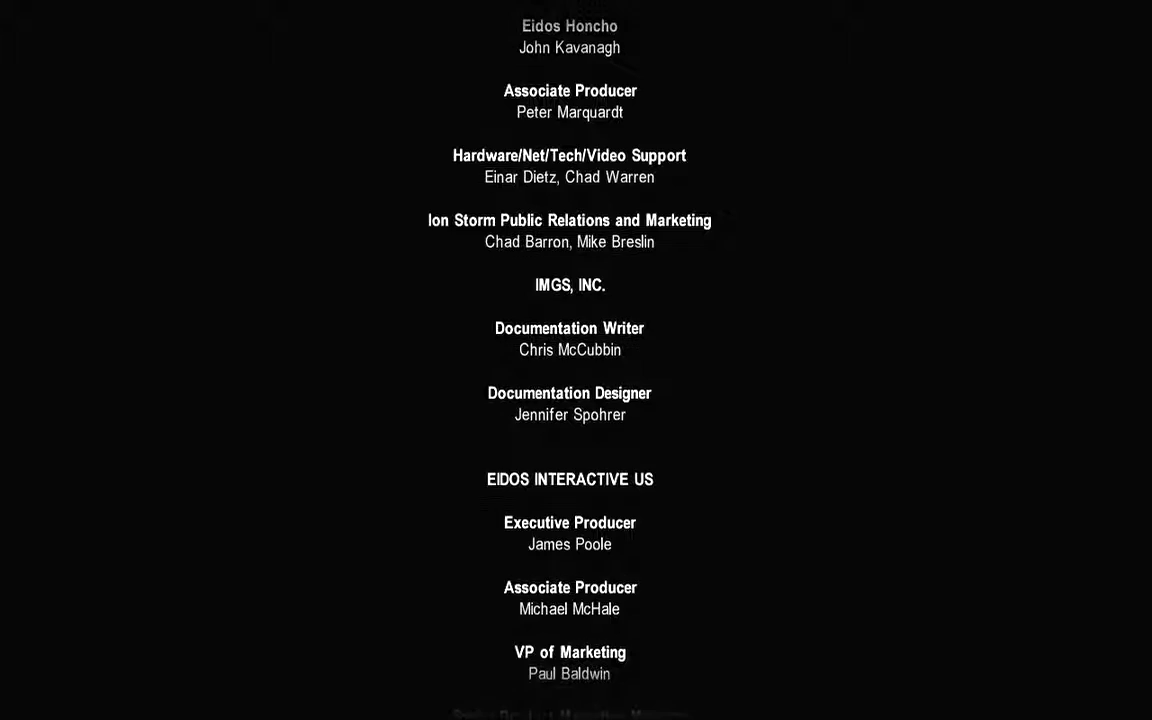 Eidos Honcho
John Kavanagh
Associate Producer
Peter Marquardt
Hardware/Net/Tech/Video Support
Einar Dietz, Chad Warren
Ion Storm Public Relations and Marketing
Chad Barron, Mike Breslin
IMGS, INC.
Documentation Writer
Chris McCubbin
Documentation Designer
Jennifer Spohrer
EIDOS INTERACTIVE US
Executive Producer
James Poole
Associate Producer
Michael McHale
VP of Marketing
Paul Baldwin